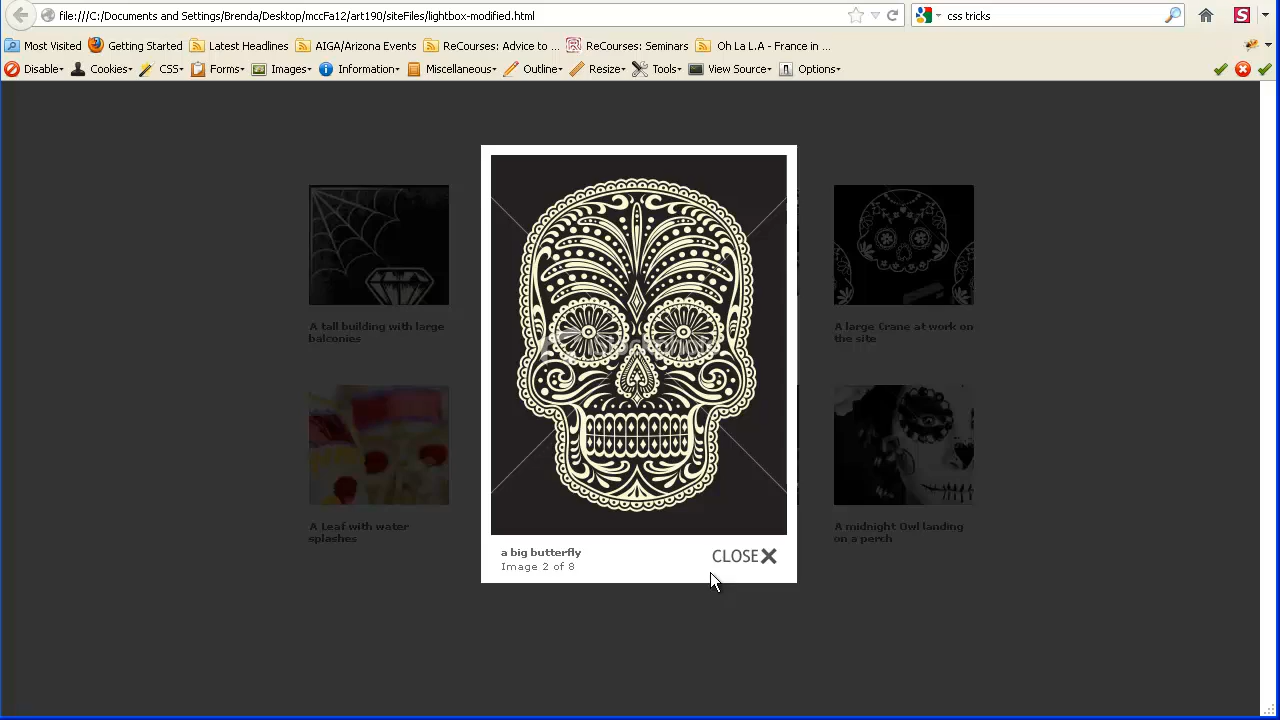 file:///C:/Documents and Settings/Brenda/Desktop/mccFa12/art190/siteFiles/lightbox-modified.html
css tricks
Most Visited Getting Started Latest Headlines AIGA/Arizona Events ReCourses: Advice to ... ReCourses: Seminars Oh La L.A - France in ...
Disable Cookies CSS Forms Images Information Miscellaneous Outline Resize Tools View Source Options
A tall building with large
balconies
A large Crane at work on
the site
A Leaf with water
splashes
A midnight Owl landing
on a perch
a big butterfly
Image 2 of 8
CLOSE